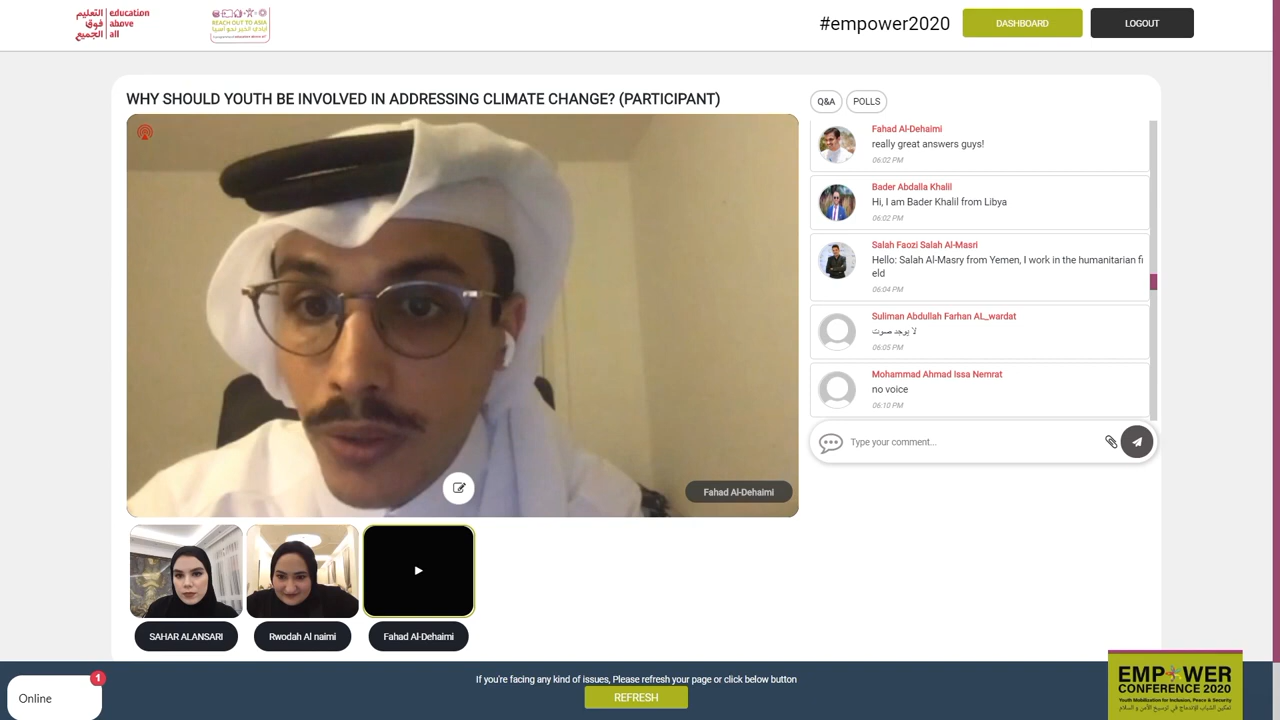 التعليم
فوق
الجميع
education
above
all
REACH OUT TO ASIA
أيادي الخير نحو آسيا
#empower2020
DASHBOARD
LOGOUT
WHY SHOULD YOUTH BE INVOLVED IN ADDRESSING CLIMATE CHANGE? (PARTICIPANT)
Q&A
POLLS
Fahad Al-Dehaimi
really great answers guys!
06:02 PM
Bader Abdalla Khalil
Hi, I am Bader Khalil from Libya
06:02 PM
Salah Faozi Salah Al-Masri
Hello: Salah Al-Masry from Yemen, I work in the humanitarian fi
eld
06:04 PM
Suliman Abdullah Farhan AL_wardat
لا يوجد صوت
06:05 PM
Mohammad Ahmad Issa Nemrat
no voice
06:10 PM
Type your comment...
Fahad Al-Dehaimi
SAHAR ALANSARI
Rwodah Al naimi
Fahad Al-Dehaimi
If you're facing any kind of issues, Please refresh your page or click below button
REFRESH
Online
1
EMPOWER
CONFERENCE 2020
Youth Mobilization for Inclusion, Peace & Security